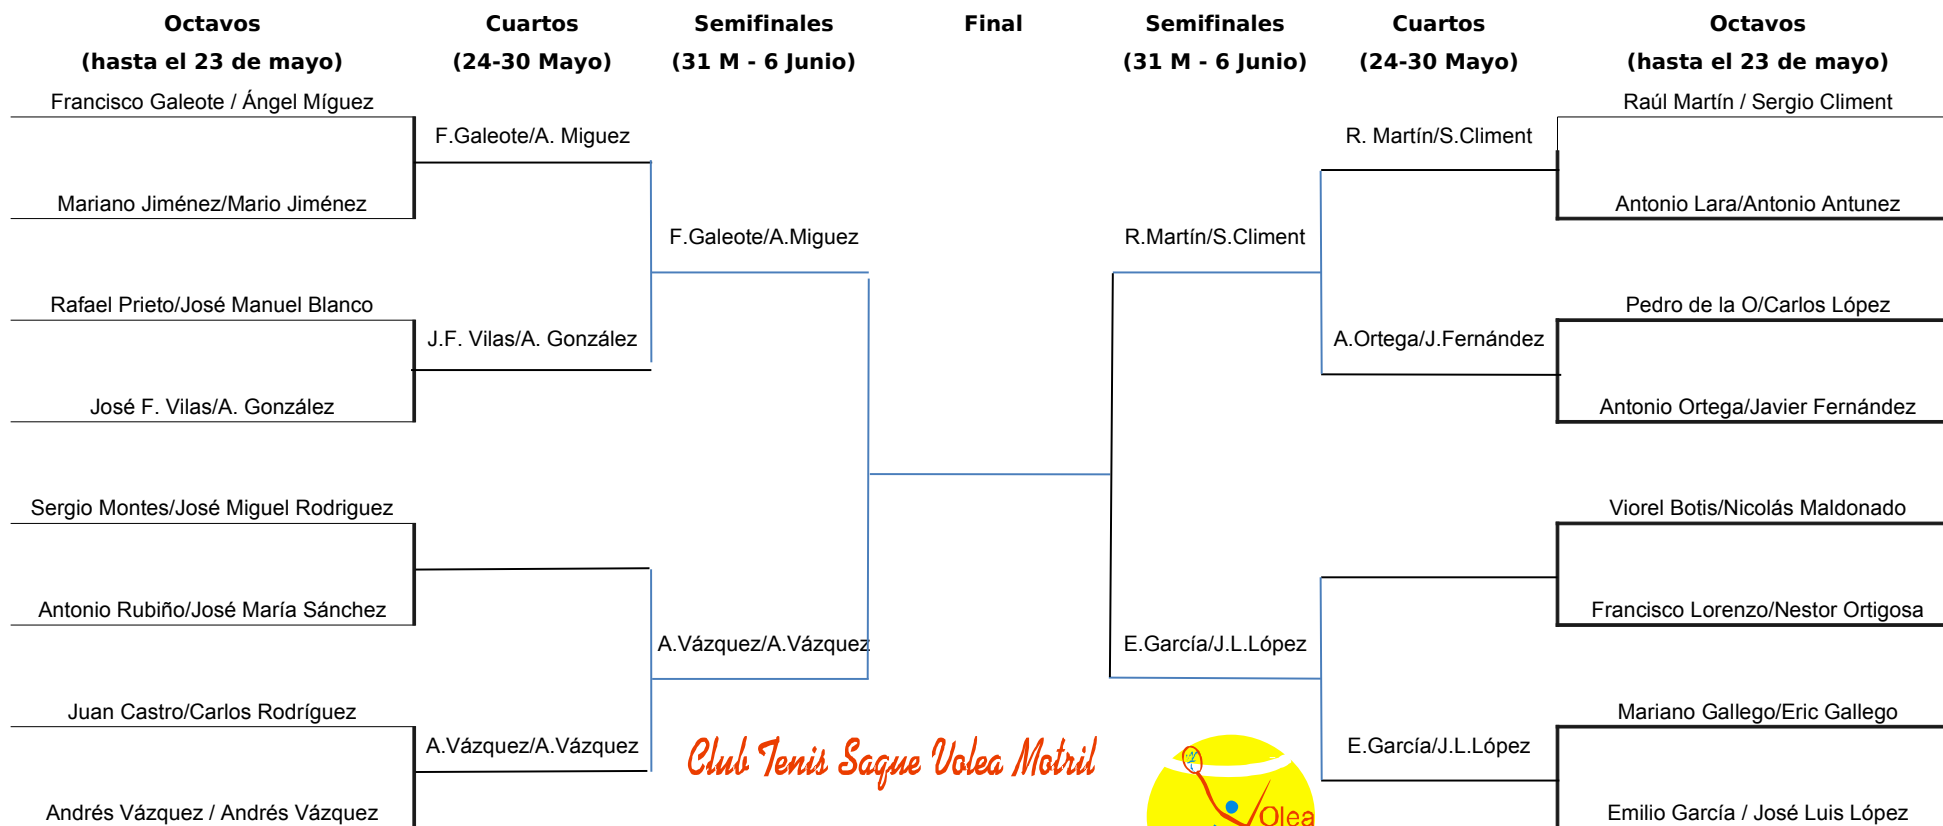 Octavos Cuartos Semifinales Final Semifinales Cuartos Octavos
(hasta el 23 de mayo) (24-30 Mayo) (31 M - 6 Junio) (31 M - 6 Junio) (24-30 Mayo) (hasta el 23 de mayo)
Francisco Galeote / Ángel Míguez Raúl Martín / Sergio Climent
F.Galeote/A. Miguez R. Martín/S.Climent
Mariano Jiménez/Mario Jiménez Antonio Lara/Antonio Antunez
F.Galeote/A.Miguez R.Martín/S.Climent
Rafael Prieto/José Manuel Blanco Pedro de la O/Carlos López
J.F. Vilas/A. González A.Ortega/J.Fernández
José F. Vilas/A. González Antonio Ortega/Javier Fernández
Sergio Montes/José Miguel Rodriguez Viorel Botis/Nicolás Maldonado
Antonio Rubiño/José María Sánchez Francisco Lorenzo/Nestor Ortigosa
A.Vázquez/A.Vázquez E.García/J.L.López
Juan Castro/Carlos Rodríguez Mariano Gallego/Eric Gallego
A.Vázquez/A.Vázquez Club Tenis Saque Volea Motril E.García/J.L.López
Andrés Vázquez / Andrés Vázquez Volea Emilio García / José Luis López